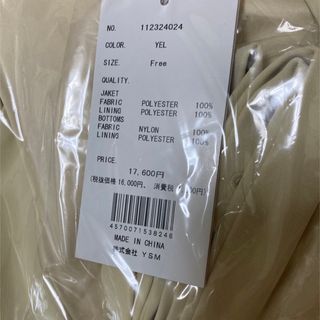 NO. 112324024
COLOR. YEL
SIZE. Free
QUALITY.
JAKET
FABRIC POLYESTER 100%
LINING POLYESTER 100%
BOTTOMS
FABRIC NYLON 100%
LINING POLYESTER 100%
PRICE.
17,600円
(税抜価格 16,000円、 消費税
4570071538246
MADE IN CHINA
株式会社 YSM